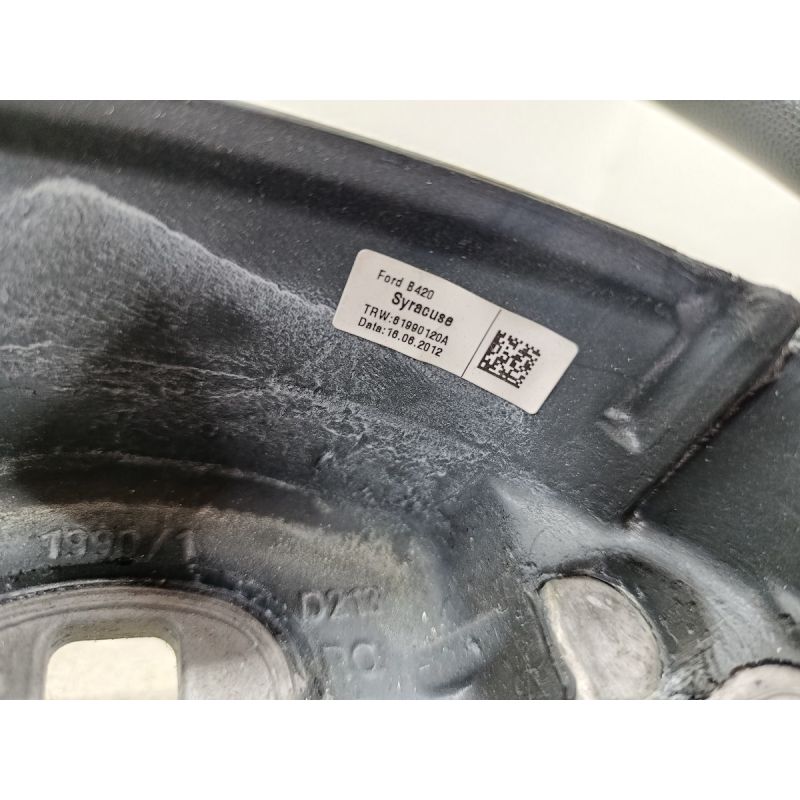 Ford B420
Syracuse
TRW:61990120A
Data:16.06.2012
1990/1